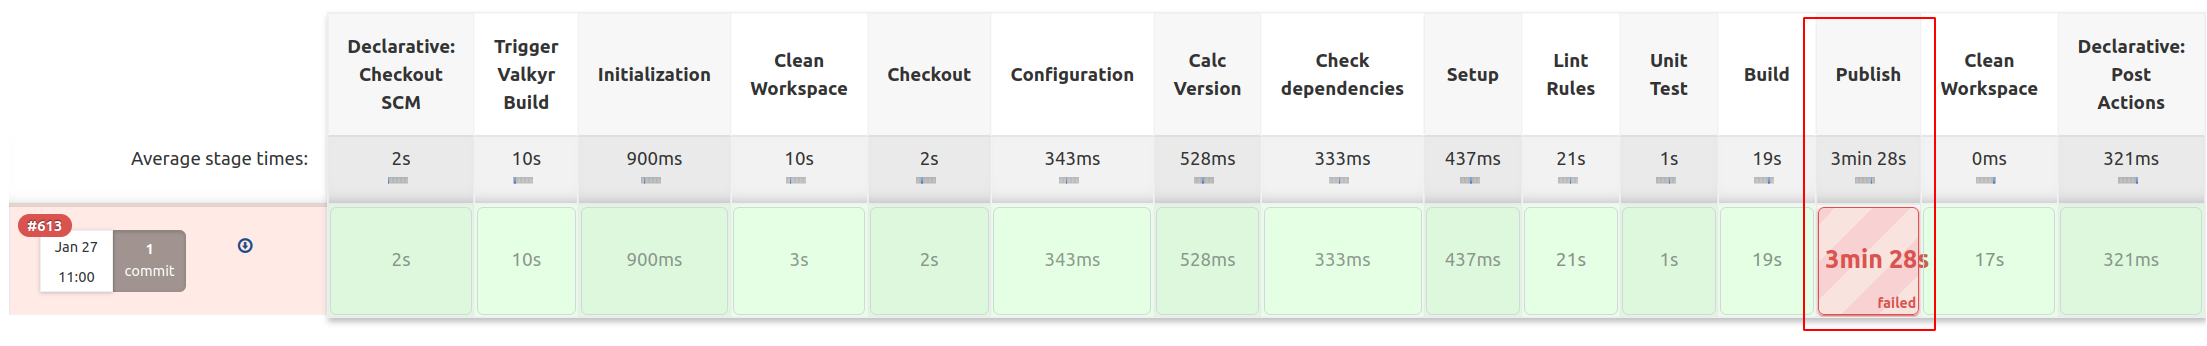 Declarative: Checkout SCM
Trigger Valkyr Build
Initialization
Clean Workspace
Checkout
Configuration
Calc Version
Check dependencies
Setup
Lint Rules
Unit Test
Build
Publish
Clean Workspace
Declarative: Post Actions
Average stage times:
2s
10s
900ms
10s
2s
343ms
528ms
333ms
437ms
21s
1s
19s
3min 28s
0ms
321ms
#613
Jan 27
11:00
1
commit
2s
10s
900ms
3s
2s
343ms
528ms
333ms
437ms
21s
1s
19s
3min 28s
failed
17s
321ms